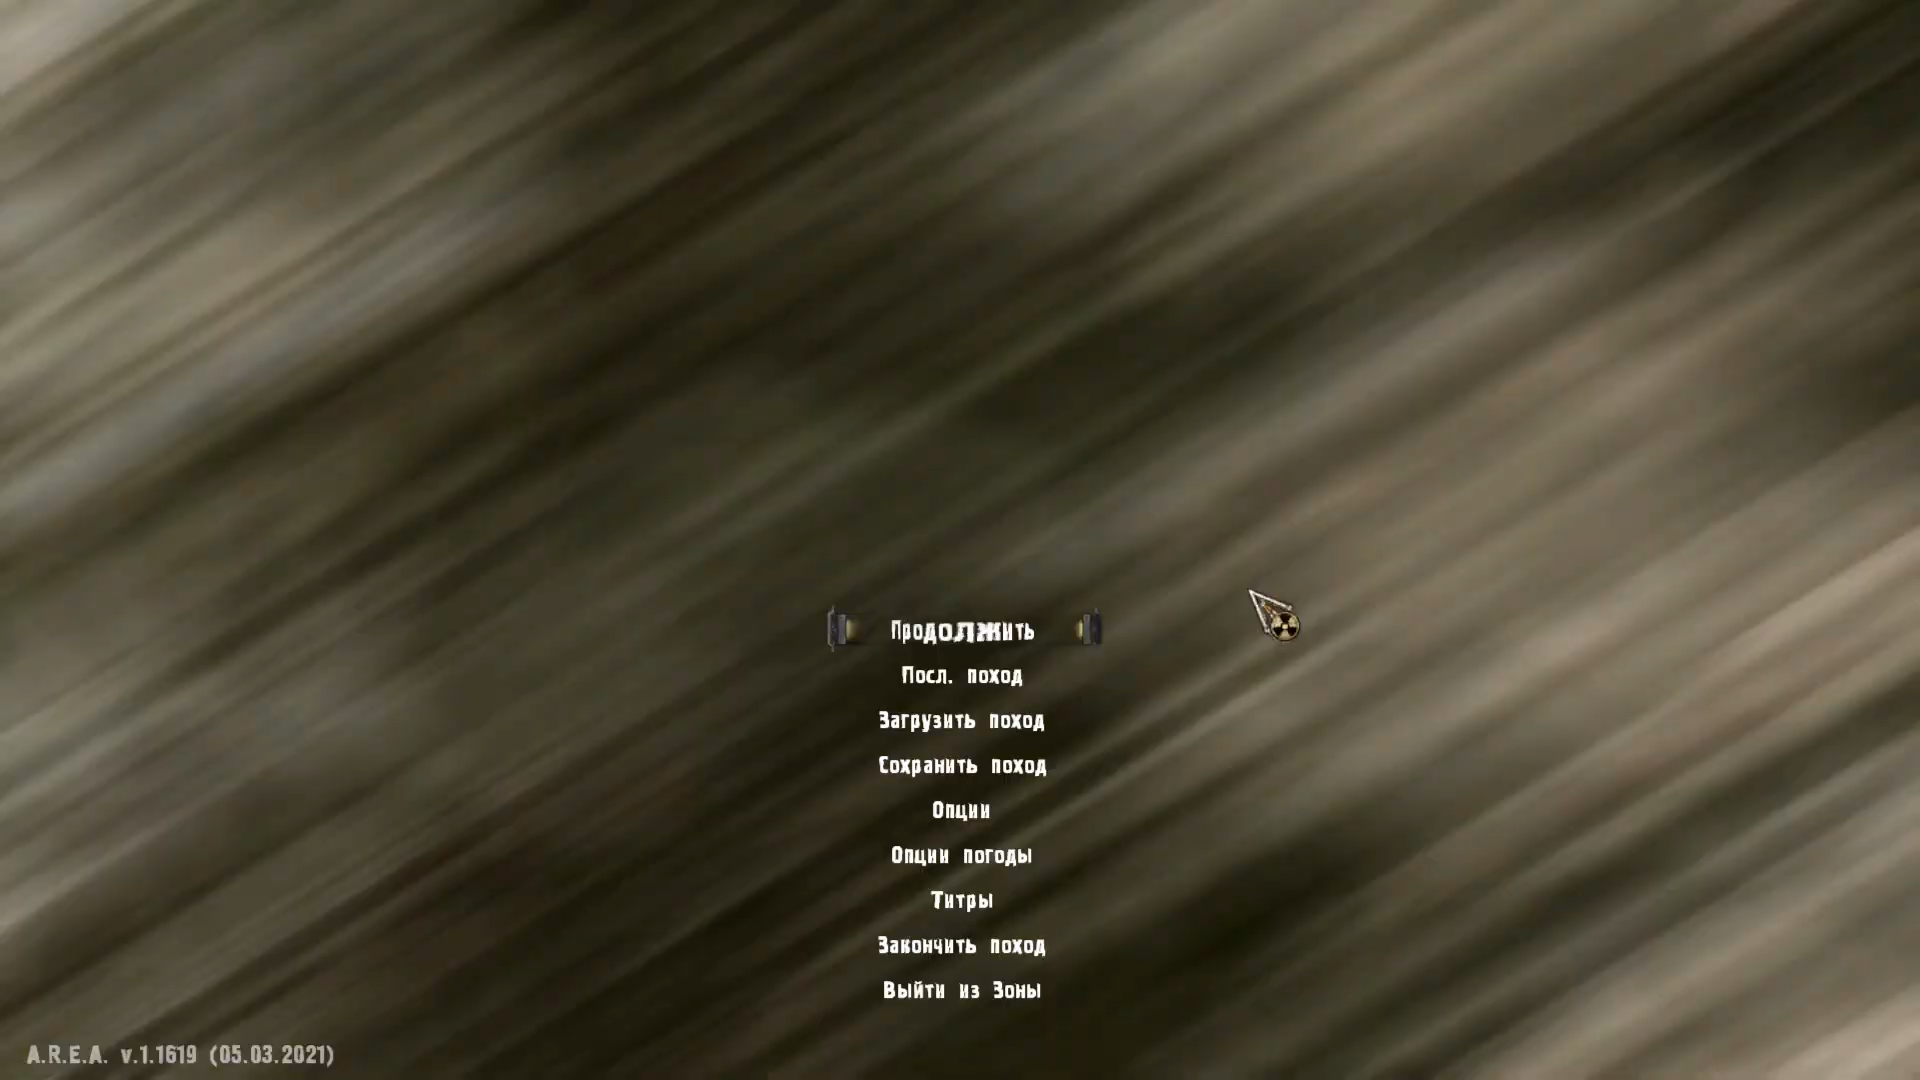 Продолжить
Посл. поход
Загрузить поход
Сохранить поход
Опции
Опции погоды
Титры
Закончить поход
Выйти из Зоны
A.R.E.A. v.1.1619 (05.03.2021)